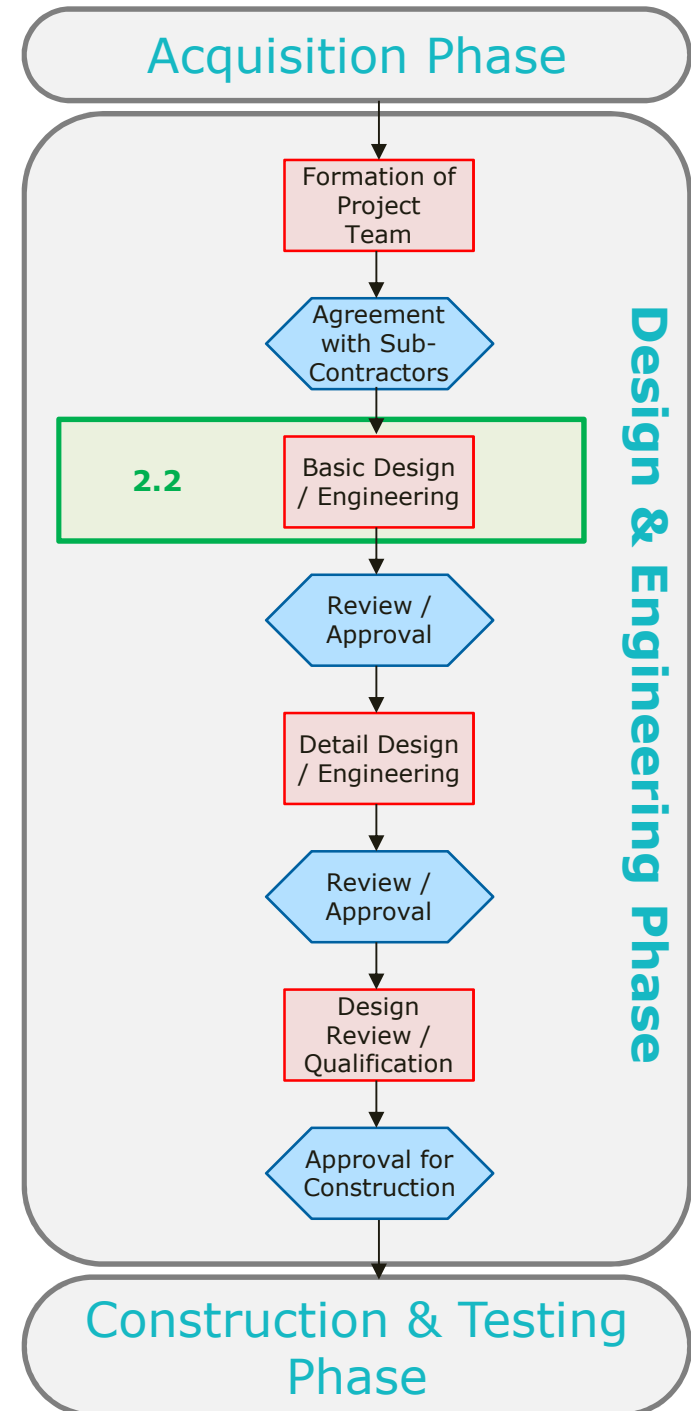 Acquisition Phase
Formation of
Project
Team
Agreement
with Sub-
Contractors
2.2
Basic Design
/ Engineering
Review /
Approval
Detail Design
/ Engineering
Review /
Approval
Design
Review /
Qualification
Approval for
Construction
Design & Engineering Phase
Construction & Testing
Phase